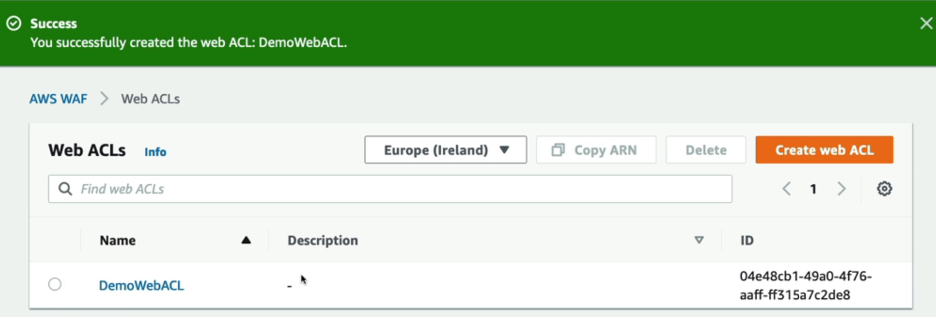 Success
You successfully created the web ACL: DemoWebACL.
AWS WAF > Web ACLs
Web ACLs Info Europe (Ireland) Copy ARN Delete Create web ACL
Find web ACLs 1
Name Description ID
DemoWebACL - 04e48cb1-49a0-4f76-
aaff-ff315a7c2de8